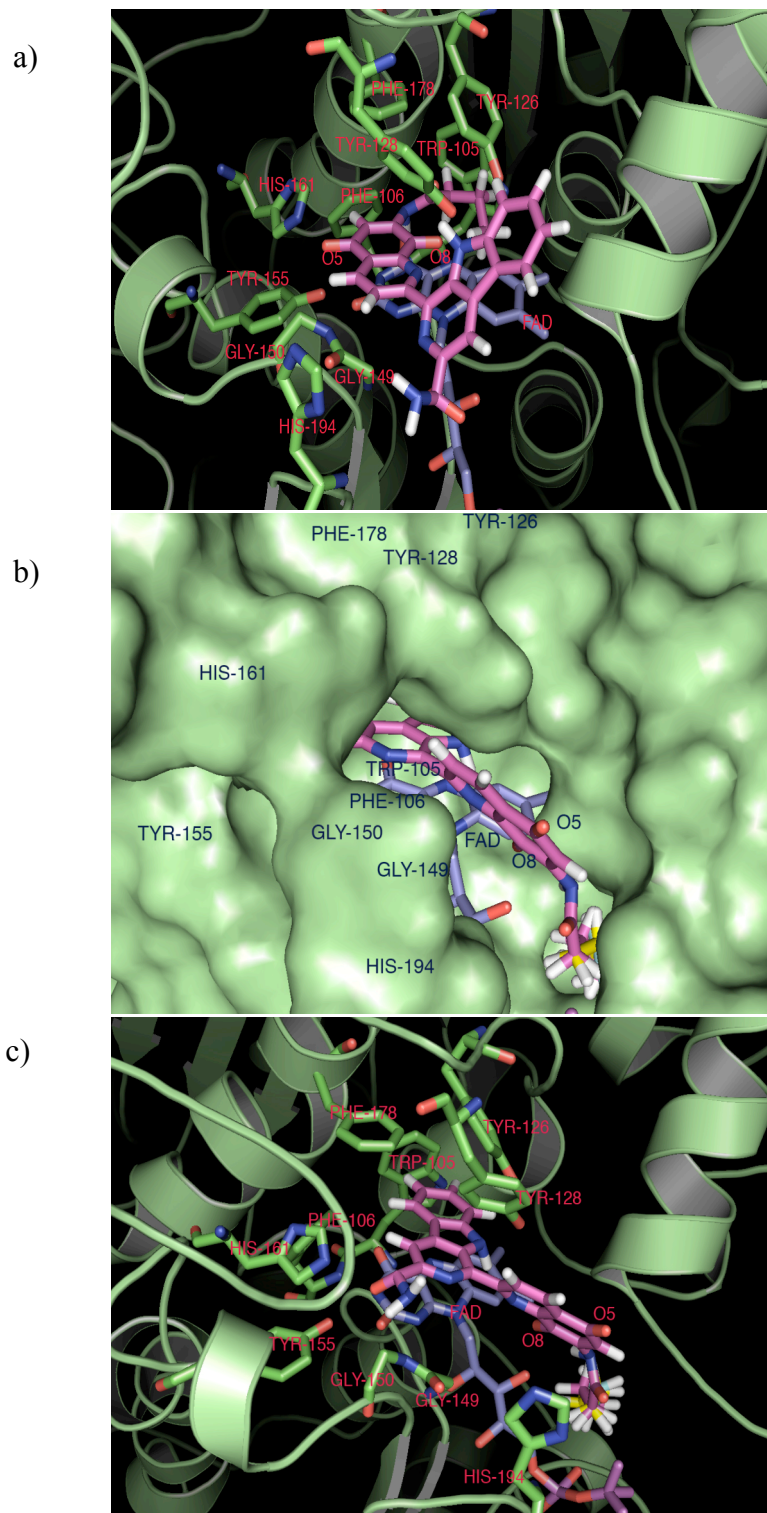 a)
PHE-178
TYR-126
TYR-128
TRP-105
HIS-161
PHE-106
O5
O8
TYR-155
FAD
GLY-150
GLY-149
HIS-194
b)
TYR-126
PHE-178
TYR-128
HIS-161
TRP-105
PHE-106
O5
TYR-155
GLY-150
FAD
O8
GLY-149
HIS-194
c)
PHE-178
TYR-126
TRP-105
TYR-128
PHE-106
HIS-161
FAD
O5
O8
TYR-155
GLY-150
GLY-149
HIS-194